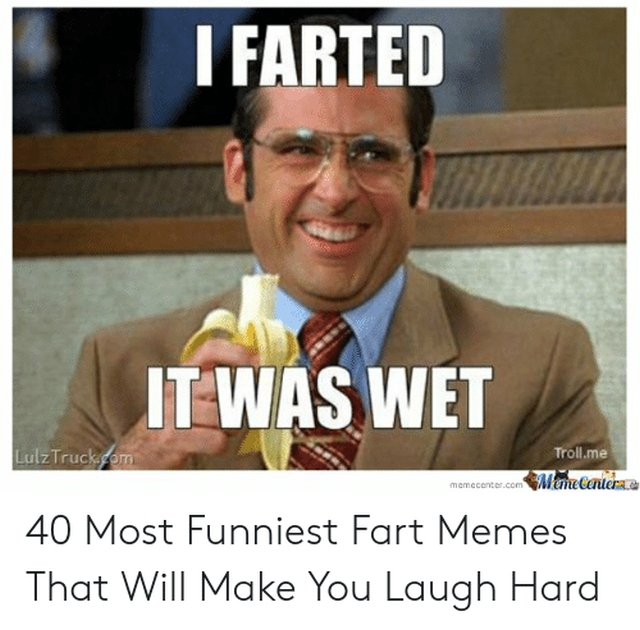 I FARTED
IT WAS WET
LulzTruck.com
Troll.me
memecenter.com MemeCenter
40 Most Funniest Fart Memes
That Will Make You Laugh Hard